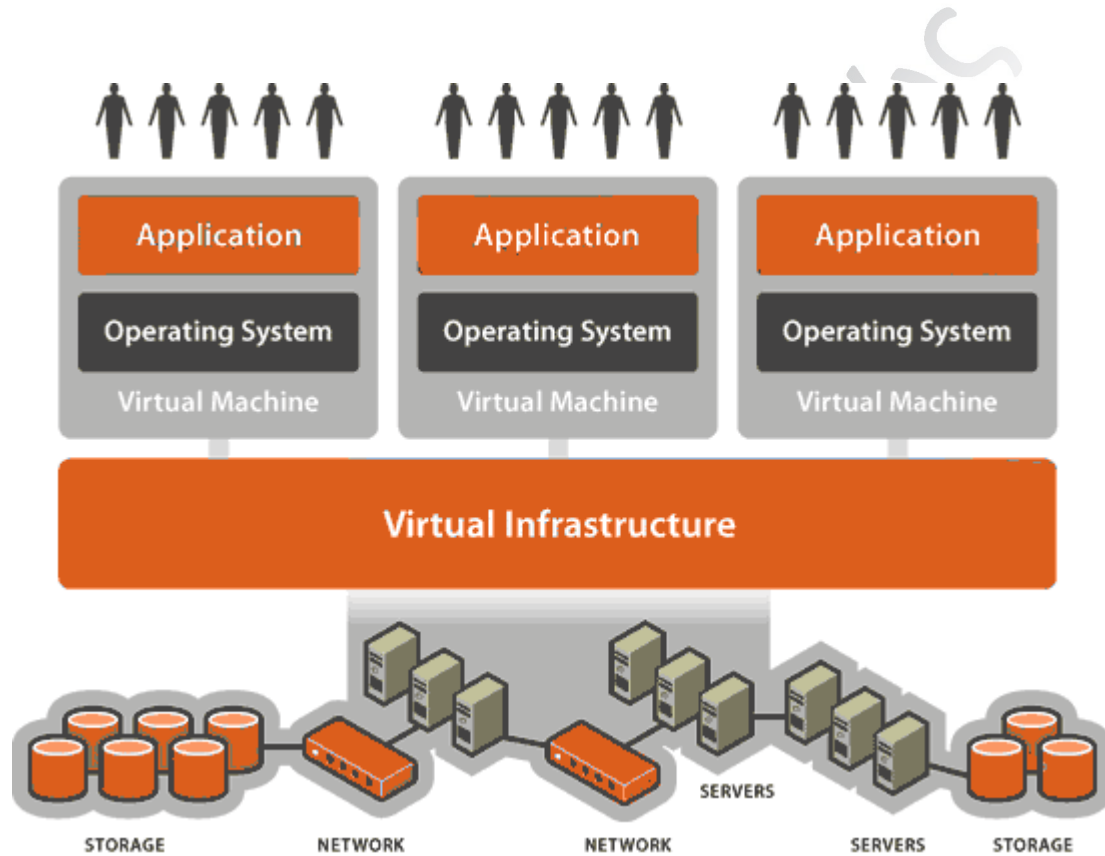 Application
Application
Application
Operating System
Operating System
Operating System
Virtual Machine
Virtual Machine
Virtual Machine
Virtual Infrastructure
SERVERS
STORAGE
NETWORK
NETWORK
SERVERS
STORAGE